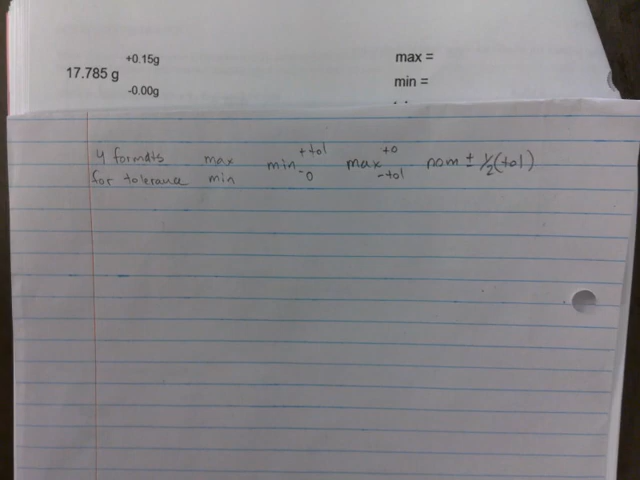 +0.15g
17.785 g
-0.00g
max =
min =
4 formats max min +tol max +0 nom ± 1/2(tol)
for tolerance min -0 -tol